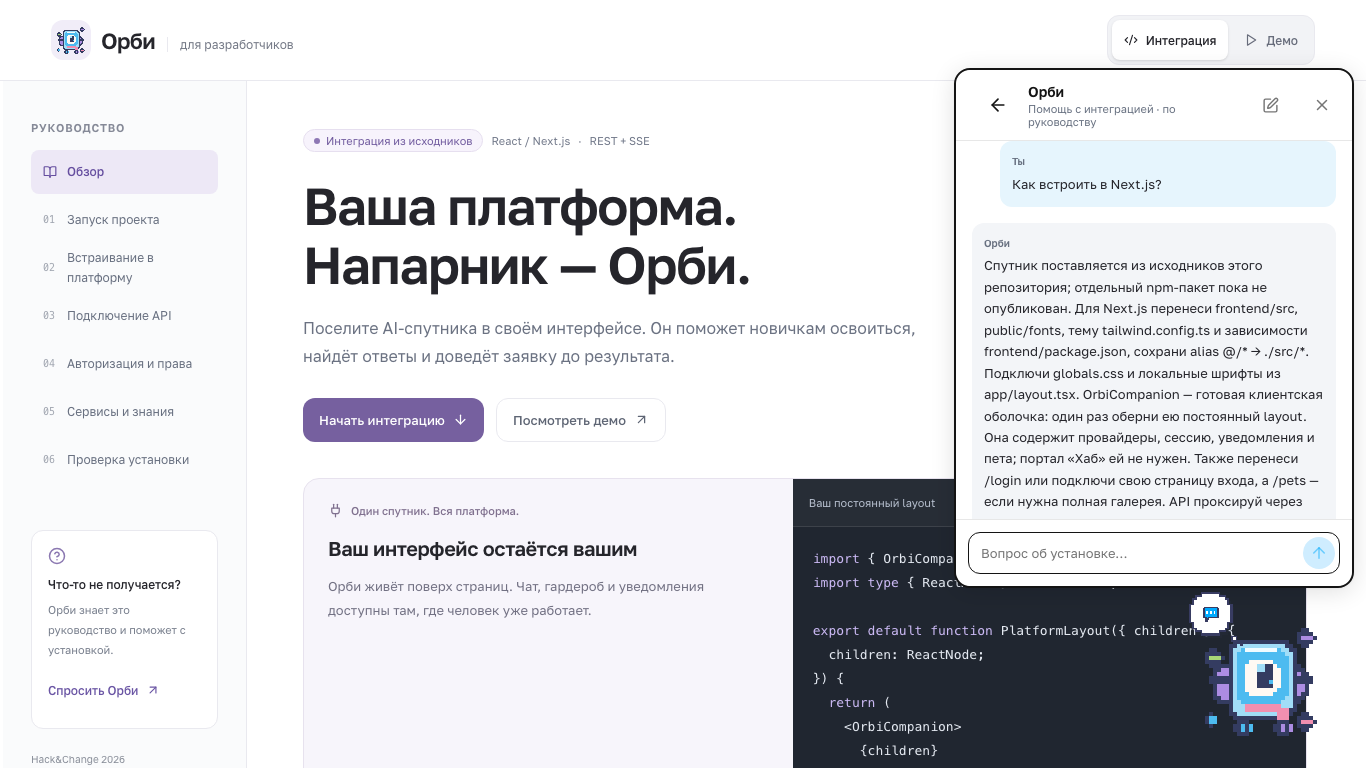 Орби
для разработчиков
Интеграция
Демо
РУКОВОДСТВО
Обзор
01 Запуск проекта
02 Встраивание в
платформу
03 Подключение API
04 Авторизация и права
05 Сервисы и знания
06 Проверка установки
Что-то не получается?
Орби знает это
руководство и поможет с
установкой.
Спросить Орби
Hack&Change 2026
Интеграция из исходников
React / Next.js · REST + SSE
Ваша платформа.
Напарник — Орби.
Поселите AI-спутника в своём интерфейсе. Он поможет новичкам освоиться,
найдёт ответы и доведёт заявку до результата.
Начать интеграцию
Посмотреть демо
Один спутник. Вся платформа.
Ваш интерфейс остаётся вашим
Орби живёт поверх страниц. Чат, гардероб и уведомления
доступны там, где человек уже работает.
Ваш постоянный layout
import { OrbiCompa
import type { React
export default function PlatformLayout({ children {
children: ReactNode;
}) {
return (
<OrbiCompanion>
{children}
Орби
Помощь с интеграцией · по
руководству
Ты
Как встроить в Next.js?
Орби
Спутник поставляется из исходников этого
репозитория; отдельный npm-пакет пока не
опубликован. Для Next.js перенеси frontend/src,
public/fonts, тему tailwind.config.ts и зависимости
frontend/package.json, сохрани alias @/* → ./src/*.
Подключи globals.css и локальные шрифты из
app/layout.tsx. OrbiCompanion — готовая клиентская
оболочка: один раз оберни ею постоянный layout.
Она содержит провайдеры, сессию, уведомления и
пета; портал «Хаб» ей не нужен. Также перенеси
/login или подключи свою страницу входа, а /pets —
если нужна полная галерея. API проксируй через
Вопрос об установке...